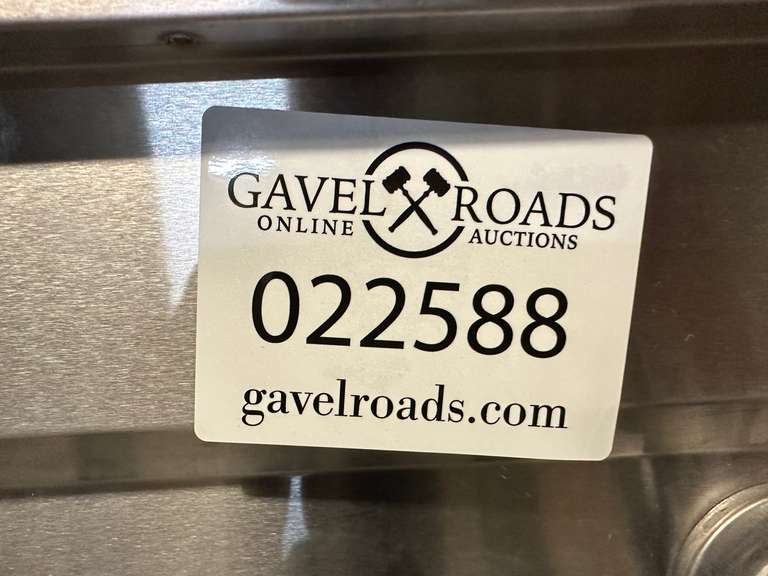 GAVEL ROADS
ONLINE AUCTIONS
022588
gavelroads.com